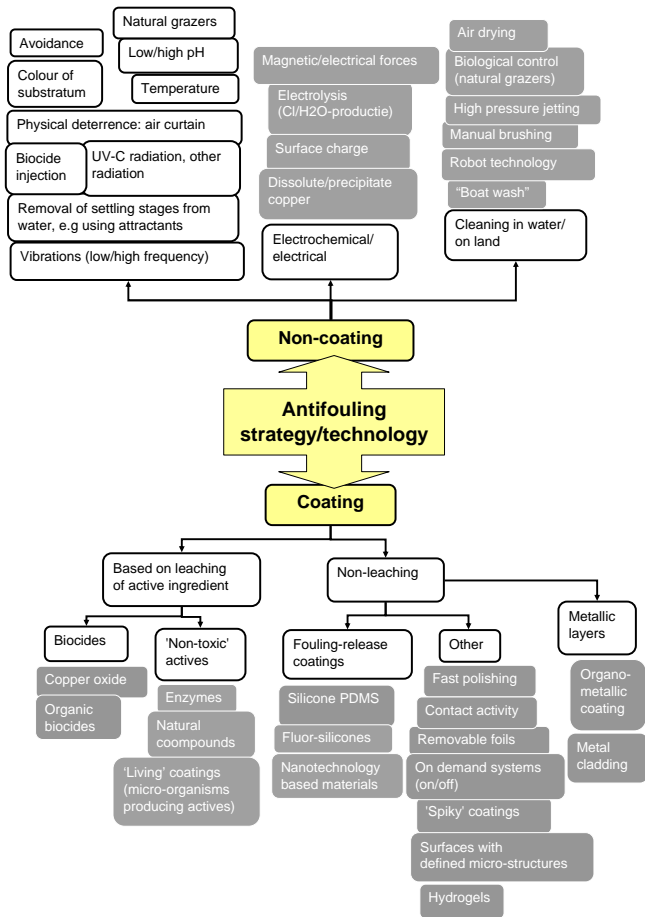 Natural grazers
Avoidance
Low/high pH
Colour of
substratum
Temperature
Physical deterrence: air curtain
Biocide
injection
UV-C radiation, other
radiation
Removal of settling stages from
water, e.g using attractants
Vibrations (low/high frequency)
Magnetic/electrical forces
Electrolysis
(Cl/H2O-productie)
Surface charge
Dissolute/precipitate
copper
Electrochemical/
electrical
Air drying
Biological control
(natural grazers)
High pressure jetting
Manual brushing
Robot technology
“Boat wash”
Cleaning in water/
on land
Non-coating
Antifouling
strategy/technology
Coating
Based on leaching
of active ingredient
Non-leaching
Biocides
'Non-toxic'
actives
Fouling-release
coatings
Other
Metallic
layers
Copper oxide
Organic
biocides
Enzymes
Natural
coompounds
‘Living’ coatings
(micro-organisms
producing actives)
Silicone PDMS
Fluor-silicones
Nanotechnology
based materials
Fast polishing
Contact activity
Removable foils
On demand systems
(on/off)
'Spiky' coatings
Surfaces with
defined micro-structures
Hydrogels
Organo-
metallic
coating
Metal
cladding